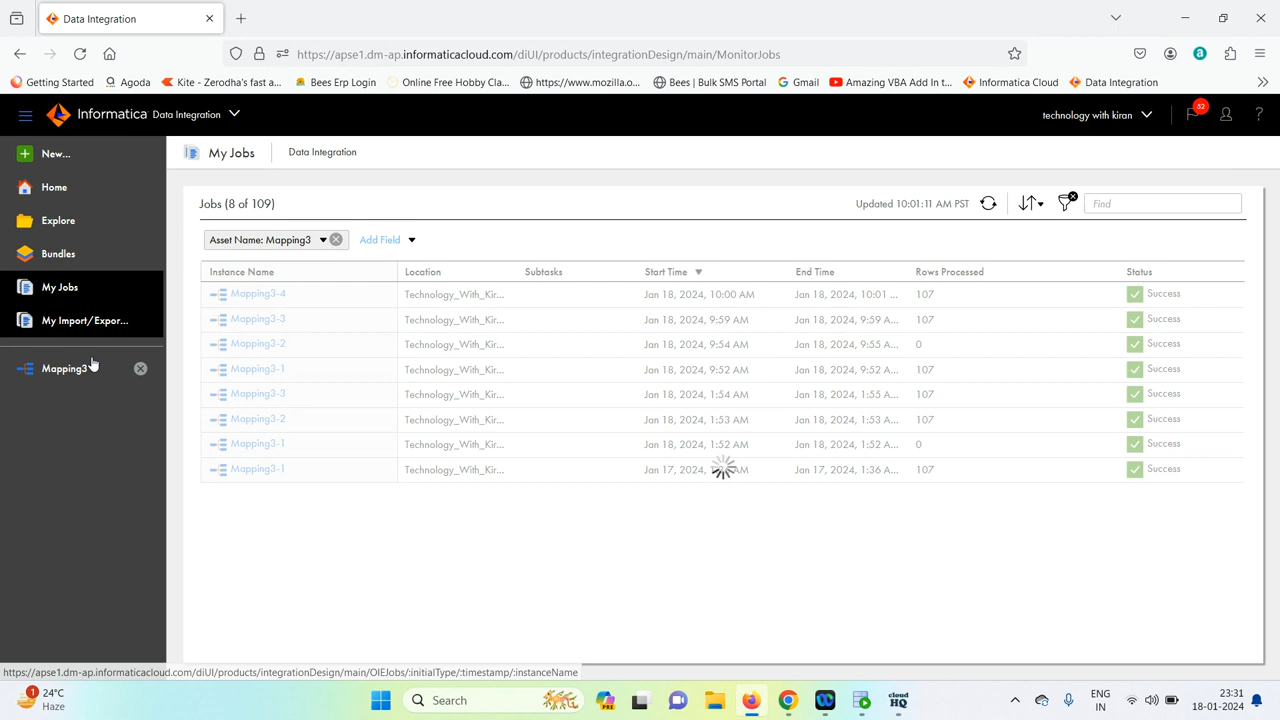 Data Integration
https://apse1.dm-ap.informaticacloud.com/diUI/products/integrationDesign/main/MonitorJobs
Getting Started Agoda Kite - Zerodha's fast a... Bees Erp Login Online Free Hobby Cla... https://www.mozilla.o... Bees | Bulk SMS Portal Gmail Amazing VBA Add In t... Informatica Cloud Data Integration
Informatica Data Integration technology with kiran 52 ?
New... My Jobs Data Integration
Home
Explore
Bundles
My Jobs
My Import/Expor...
Mapping3
Jobs (8 of 109) Updated 10:01:11 AM PST Find
Asset Name: Mapping3 Add Field
Instance Name Location Subtasks Start Time End Time Rows Processed Status
Mapping3-4 Technology_With_Kir... Jan 18, 2024, 10:00 AM Jan 18, 2024, 10:01 ... 107 Success
Mapping3-3 Technology_With_Kir... Jan 18, 2024, 9:59 AM Jan 18, 2024, 9:59 A... 107 Success
Mapping3-2 Technology_With_Kir... Jan 18, 2024, 9:54 AM Jan 18, 2024, 9:55 A... 0 Success
Mapping3-1 Technology_With_Kir... Jan 18, 2024, 9:52 AM Jan 18, 2024, 9:52 A... 107 Success
Mapping3-3 Technology_With_Kir... Jan 18, 2024, 1:54 AM Jan 18, 2024, 1:55 A... 107 Success
Mapping3-2 Technology_With_Kir... Jan 18, 2024, 1:53 AM Jan 18, 2024, 1:53 A... 107 Success
Mapping3-1 Technology_With_Kir... Jan 18, 2024, 1:52 AM Jan 18, 2024, 1:52 A... 0 Success
Mapping3-1 Technology_With_Kir... Jan 17, 2024, AM Jan 17, 2024, 1:36 A... 107 Success
https://apse1.dm-ap.informaticacloud.com/diUI/products/integrationDesign/main/OIEJobs/:initialType/:timestamp/:instanceName
1 24°C
Haze
Search
PRE
cloud
HQ
ENG
IN
23:31
18-01-2024